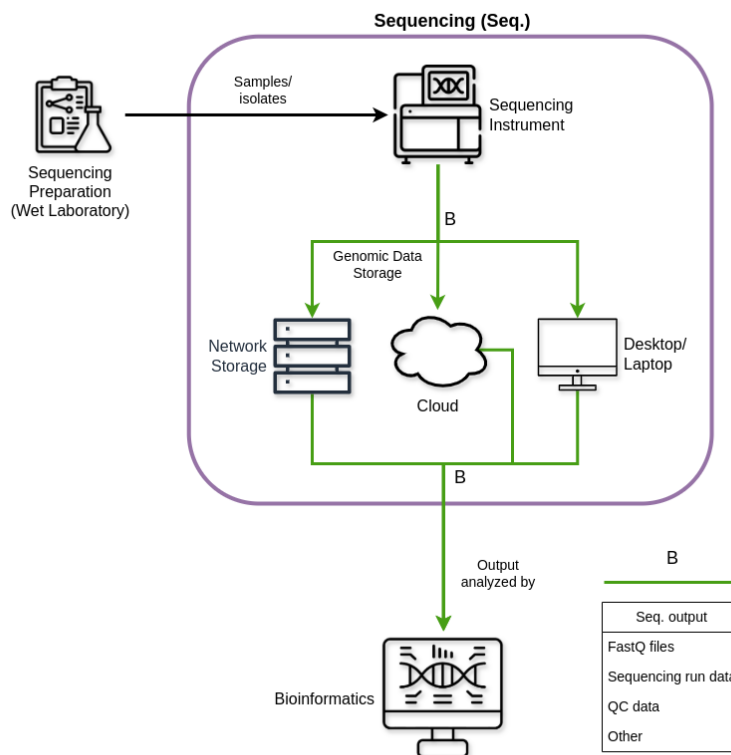 Sequencing (Seq.)
Samples/
isolates
Sequencing
Instrument
Sequencing
Preparation
(Wet Laboratory)
B
Genomic Data
Storage
Network
Storage
Cloud
Desktop/
Laptop
B
Output
analyzed by
Bioinformatics
B
Seq. output
FastQ files
Sequencing run data
QC data
Other